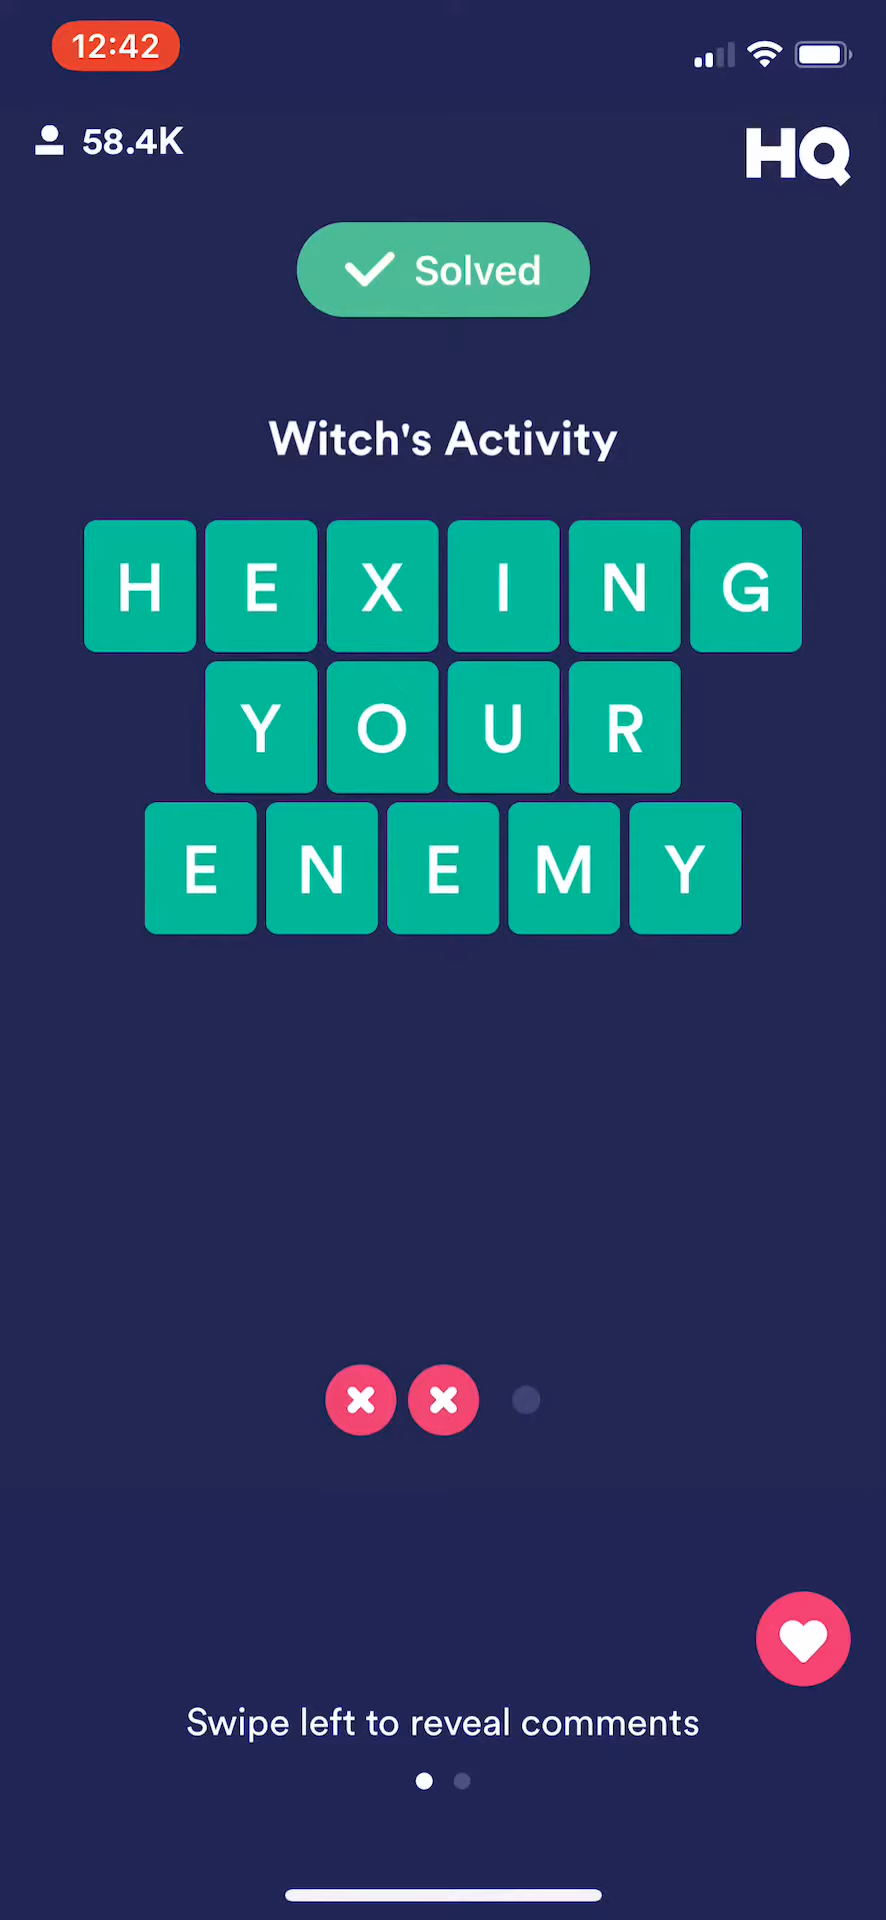 12:42
58.4K
HQ
Solved
Witch's Activity
HEXING
YOUR
ENEMY
Swipe left to reveal comments